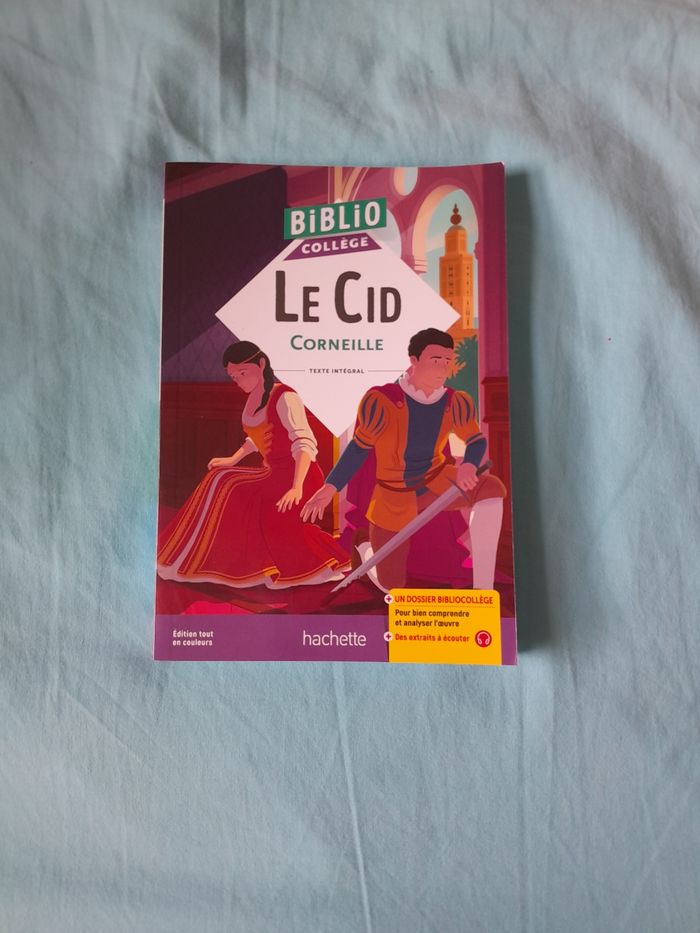 BiBLiO
COLLÈGE
LE CID
CORNEILLE
TEXTE INTÉGRAL
+ UN DOSSIER BIBLIOCOLLÈGE
Pour bien comprendre
et analyser l'œuvre
+ Des extraits à écouter
Édition tout
en couleurs
hachette